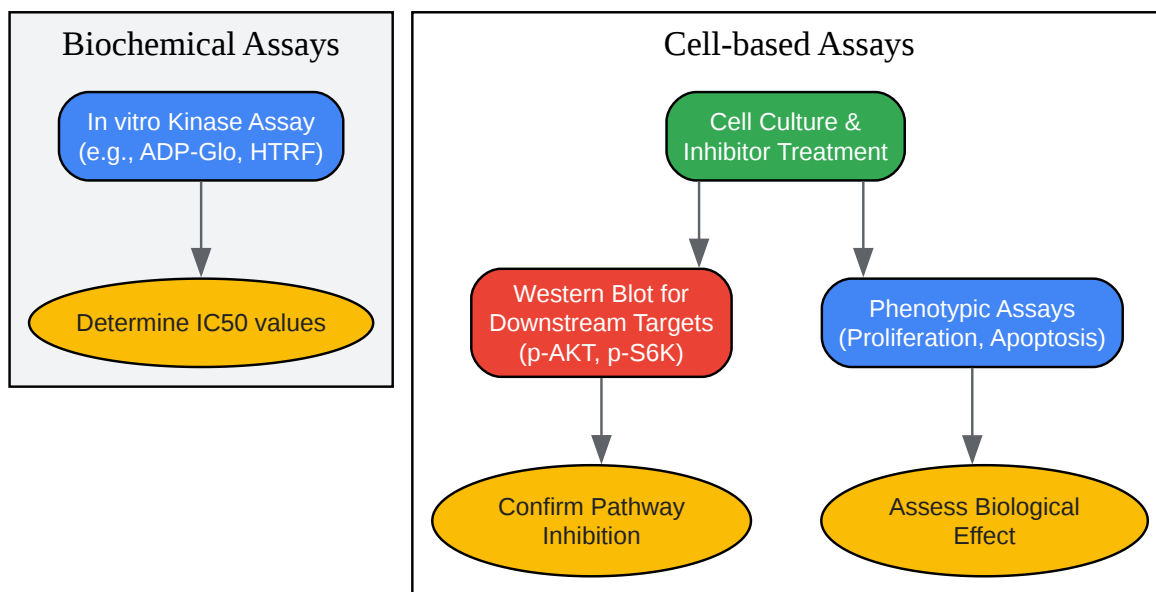 Biochemical Assays
In vitro Kinase Assay
(e.g., ADP-Glo, HTRF)
Determine IC50 values
Cell-based Assays
Cell Culture &
Inhibitor Treatment
Western Blot for
Downstream Targets
(p-AKT, p-S6K)
Phenotypic Assays
(Proliferation, Apoptosis)
Confirm Pathway
Inhibition
Assess Biological
Effect